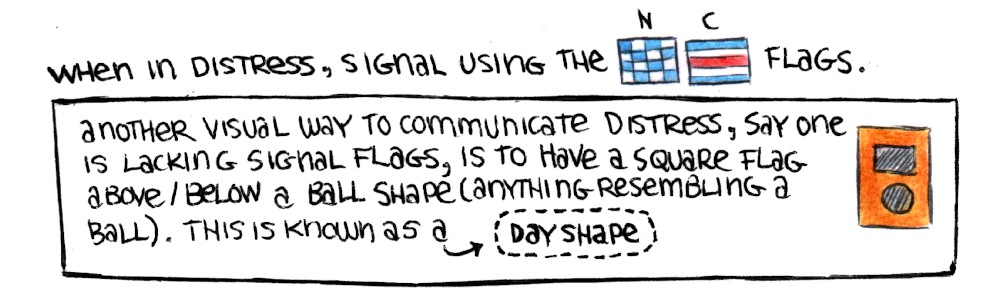 N C
WHEN IN DISTRESS, SIGNAL USING THE FLAGS.
ANOTHER VISUAL WAY TO COMMUNICATE DISTRESS, SAY ONE
IS LACKING SIGNAL FLAGS, IS TO HAVE A SQUARE FLAG
ABOVE/BELOW A BALL SHAPE (ANYTHING RESEMBLING A
BALL). THIS IS KNOWN AS A DAY SHAPE